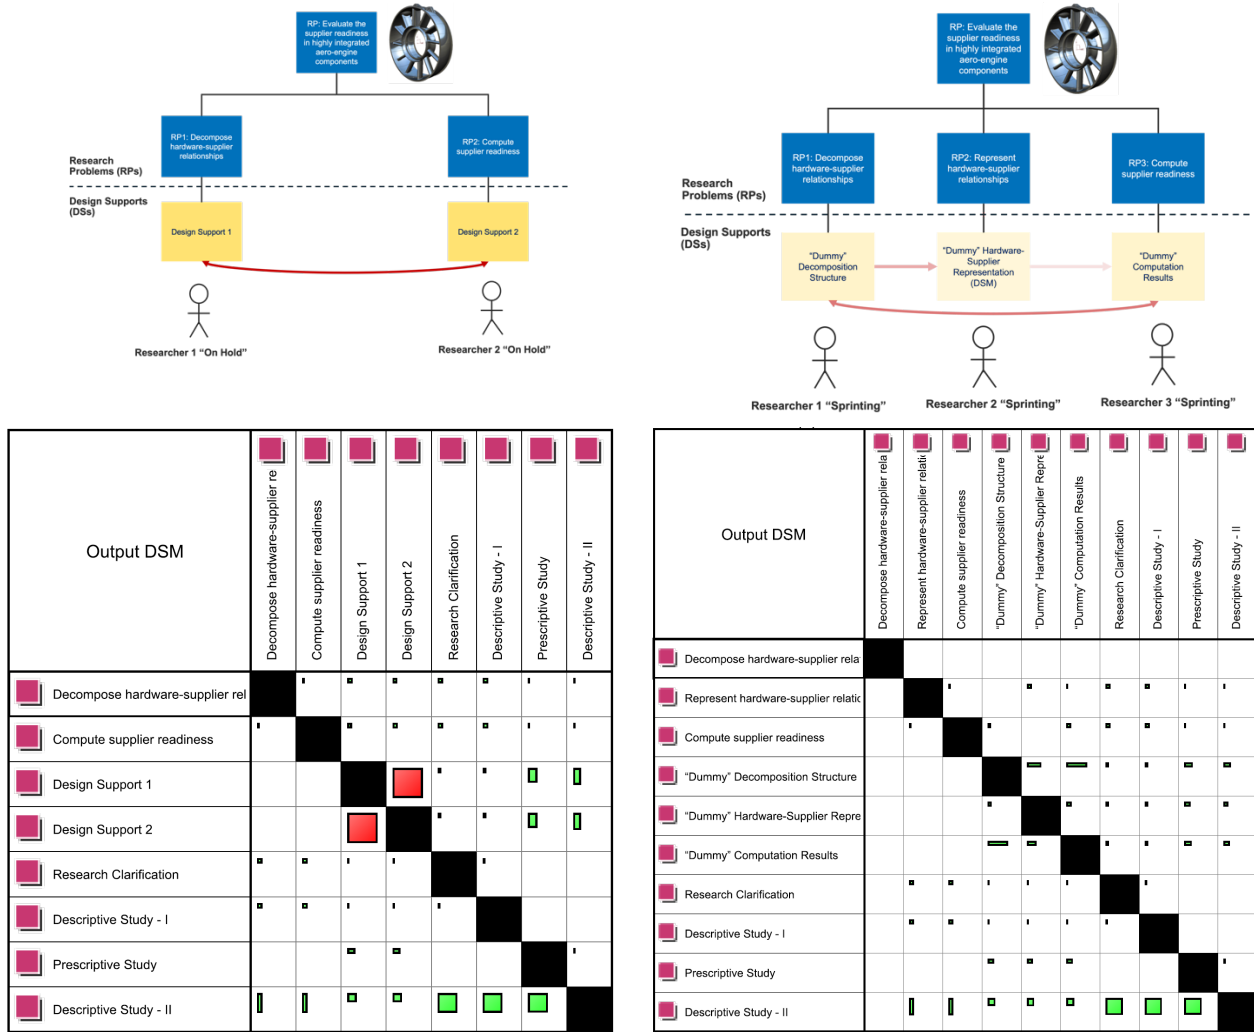 RP: Evaluate the
supplier readiness
in highly integrated
aero-engine
components
RP1: Decompose
hardware-supplier
relationships
RP2: Compute
supplier readiness
Research
Problems (RPs)
Design Supports
(DSs)
Design Support 1
Design Support 2
Researcher 1 “On Hold”
Researcher 2 “On Hold”
RP: Evaluate the
supplier readiness
in highly integrated
aero-engine
components
RP1: Decompose
hardware-supplier
relationships
RP2: Represent
hardware-supplier
relationships
RP3: Compute
supplier readiness
Research
Problems (RPs)
Design Supports
(DSs)
“Dummy”
Decomposition
Structure
“Dummy” Hardware-
Supplier
Representation
(DSM)
“Dummy”
Computation
Results
Researcher 1 “Sprinting”
Researcher 2 “Sprinting”
Researcher 3 “Sprinting”
Output DSM
Decompose hardware-supplier re
Compute supplier readiness
Design Support 1
Design Support 2
Research Clarification
Descriptive Study - I
Prescriptive Study
Descriptive Study - II
Decompose hardware-supplier rel
Compute supplier readiness
Design Support 1
Design Support 2
Research Clarification
Descriptive Study - I
Prescriptive Study
Descriptive Study - II
Output DSM
Decompose hardware-supplier rela
Represent hardware-supplier relatic
Compute supplier readiness
“Dummy” Decomposition Structure
“Dummy” Hardware-Supplier Repre
“Dummy” Computation Results
Research Clarification
Descriptive Study - I
Prescriptive Study
Descriptive Study - II
Decompose hardware-supplier rela
Represent hardware-supplier relatic
Compute supplier readiness
“Dummy” Decomposition Structure
“Dummy” Hardware-Supplier Repre
“Dummy” Computation Results
Research Clarification
Descriptive Study - I
Prescriptive Study
Descriptive Study - II